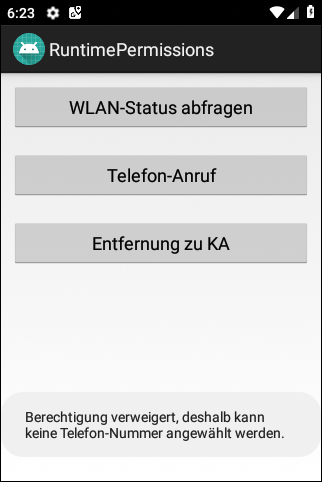 6:23
RuntimePermissions
WLAN-Status abfragen
Telefon-Anruf
Entfernung zu KA
Berechtigung verweigert, deshalb kann
keine Telefon-Nummer angewählt werden.